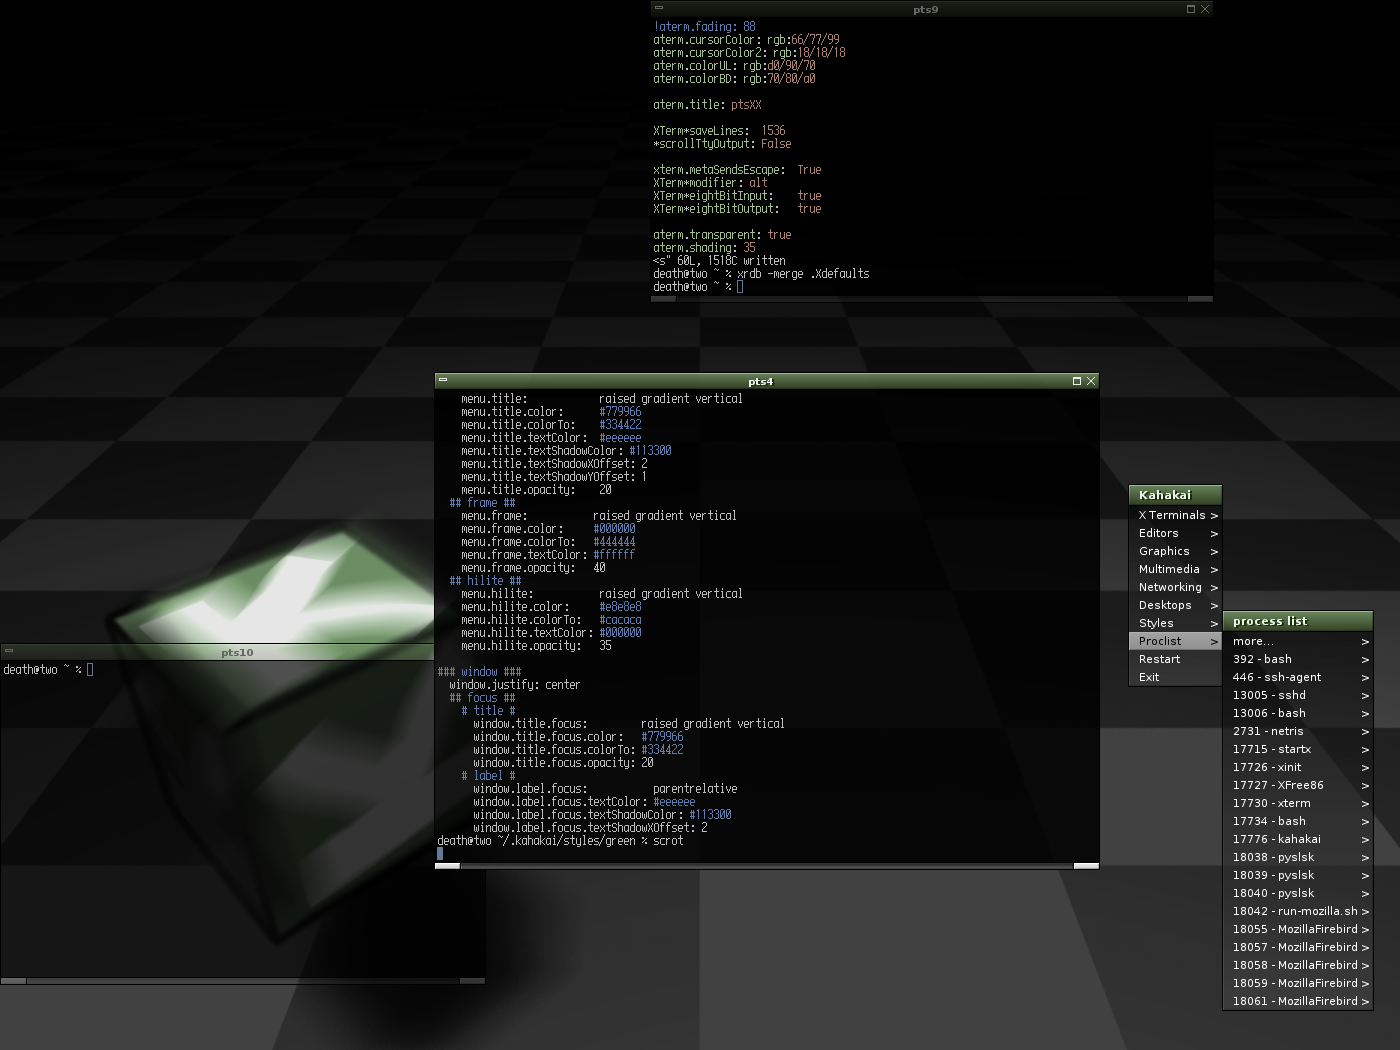 pts9
!aterm.fading: 88
aterm.cursorColor: rgb:66/77/99
aterm.cursorColor2: rgb:18/18/18
aterm.colorUL: rgb:d0/90/70
aterm.colorBD: rgb:70/80/a0
aterm.title: ptsXX
XTerm*saveLines: 1536
*scrollTtyOutput: False
xterm.metaSendsEscape: True
XTerm*modifier: alt
XTerm*eightBitInput: true
XTerm*eightBitOutput: true
aterm.transparent: true
aterm.shading: 35
<s" 60L, 1518C written
death@two ~ % xrdb -merge .Xdefaults
death@two ~ %
pts4
menu.title: raised gradient vertical
menu.title.color: #779966
menu.title.colorTo: #334422
menu.title.textColor: #eeeeee
menu.title.textShadowColor: #113300
menu.title.textShadowXOffset: 2
menu.title.textShadowYOffset: 1
menu.title.opacity: 20
## frame ##
menu.frame: raised gradient vertical
menu.frame.color: #000000
menu.frame.colorTo: #444444
menu.frame.textColor: #ffffff
menu.frame.opacity: 40
## hilite ##
menu.hilite: raised gradient vertical
menu.hilite.color: #e8e8e8
menu.hilite.colorTo: #cacaca
menu.hilite.textColor: #000000
menu.hilite.opacity: 35
### window ###
window.justify: center
## focus ##
# title #
window.title.focus: raised gradient vertical
window.title.focus.color: #779966
window.title.focus.colorTo: #334422
window.title.focus.opacity: 20
# label #
window.label.focus: parentrelative
window.label.focus.textColor: #eeeeee
window.label.focus.textShadowColor: #113300
window.label.focus.textShadowXOffset: 2
death@two ~/.kahakai/styles/green % scrot
pts10
death@two ~ %
Kahakai
X Terminals >
Editors >
Graphics >
Multimedia >
Networking >
Desktops >
Styles >
Proclist >
Restart
Exit
process list
more... >
392 - bash >
446 - ssh-agent >
13005 - sshd >
13006 - bash >
2731 - netris >
17715 - startx >
17726 - xinit >
17727 - XFree86 >
17730 - xterm >
17734 - bash >
17776 - kahakai >
18038 - pyslsk >
18039 - pyslsk >
18040 - pyslsk >
18042 - run-mozilla.sh >
18055 - MozillaFirebird >
18057 - MozillaFirebird >
18058 - MozillaFirebird >
18059 - MozillaFirebird >
18061 - MozillaFirebird >